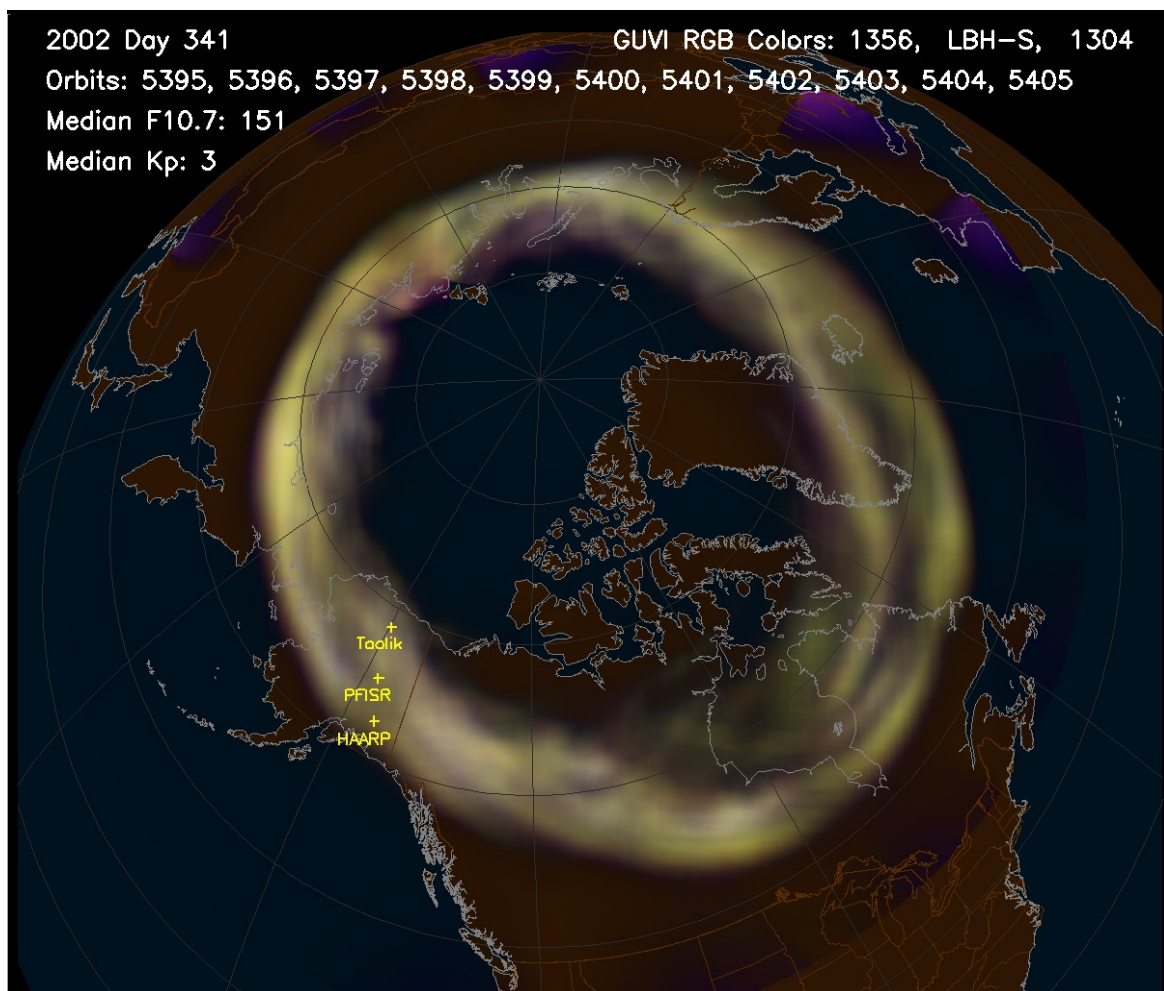 2002 Day 341
GUVI RGB Colors: 1356, LBH-S, 1304
Orbits: 5395, 5396, 5397, 5398, 5399, 5400, 5401, 5402, 5403, 5404, 5405
Median F10.7: 151
Median Kp: 3
Toolik
PFISR
HAARP